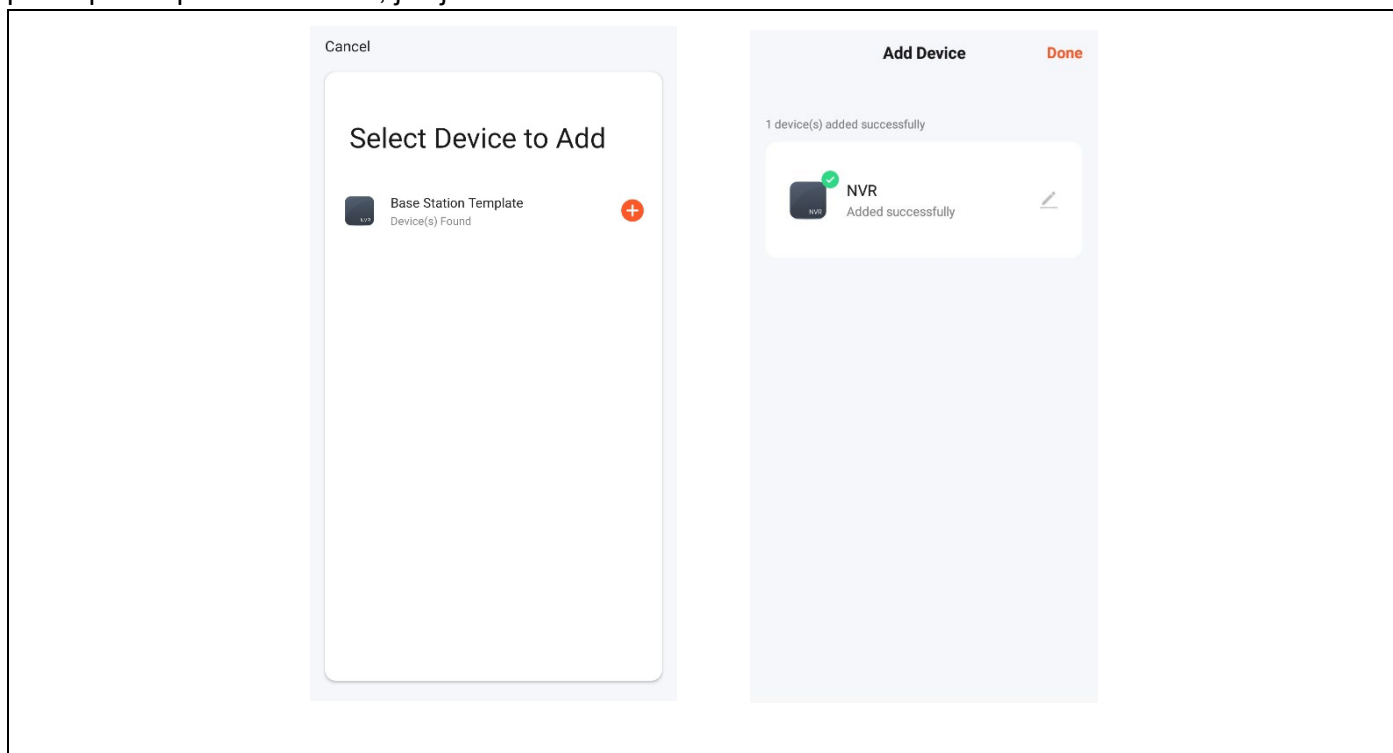 Cancel
Select Device to Add
Base Station Template
Device(s) Found
Add Device
Done
1 device(s) added successfully
NVR
NVR
Added successfully